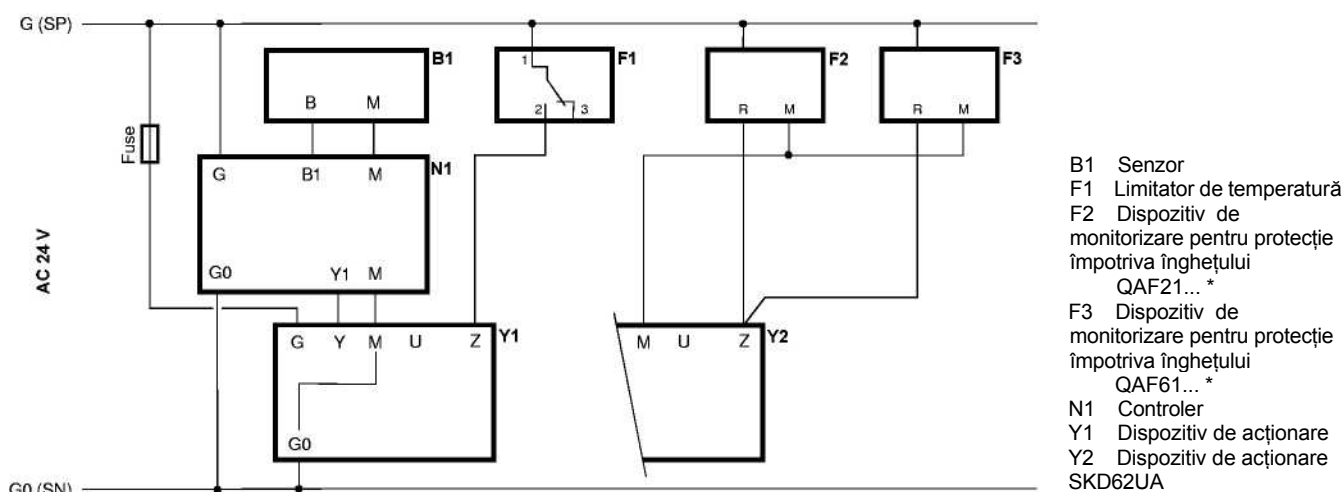 G (SP)
B1
F1
F2
F3
1
B M
2 3
R M
R M
Fuse
G B1 M
N1
AC 24 V
G0 Y1 M
G Y M U Z
Y1
M U Z
Y2
G0
G0 (SN)
B1 Senzor
F1 Limitator de temperatură
F2 Dispozitiv de
monitorizare pentru protecție
împotriva înghețului
QAF21... *
F3 Dispozitiv de
monitorizare pentru protecție
împotriva înghețului
QAF61... *
N1 Controler
Y1 Dispozitiv de acționare
Y2 Dispozitiv de acționare
SKD62UA